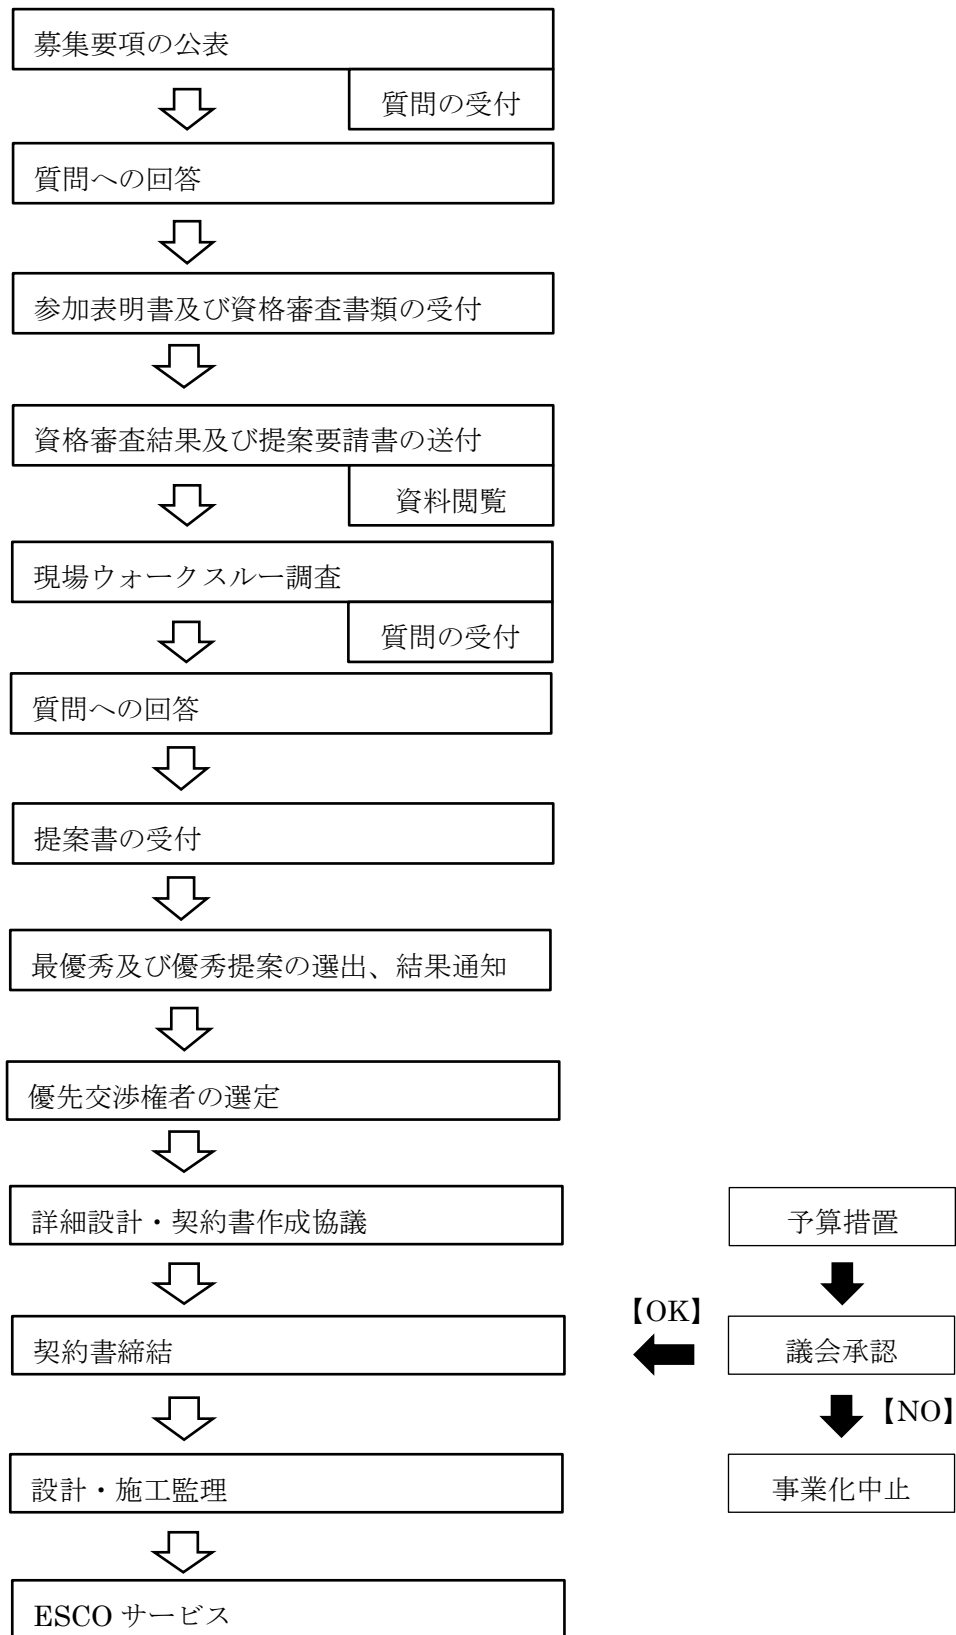 募集要項の公表
質問の受付
質問への回答
参加表明書及び資格審査書類の受付
資格審査結果及び提案要請書の送付
資料閲覧
現場ウォークスルー調査
質問の受付
質問への回答
提案書の受付
最優秀及び優秀提案の選出、結果通知
優先交渉権者の選定
詳細設計・契約書作成協議
予算措置
【OK】
契約書締結
議会承認
【NO】
設計・施工監理
事業化中止
ESCO サービス